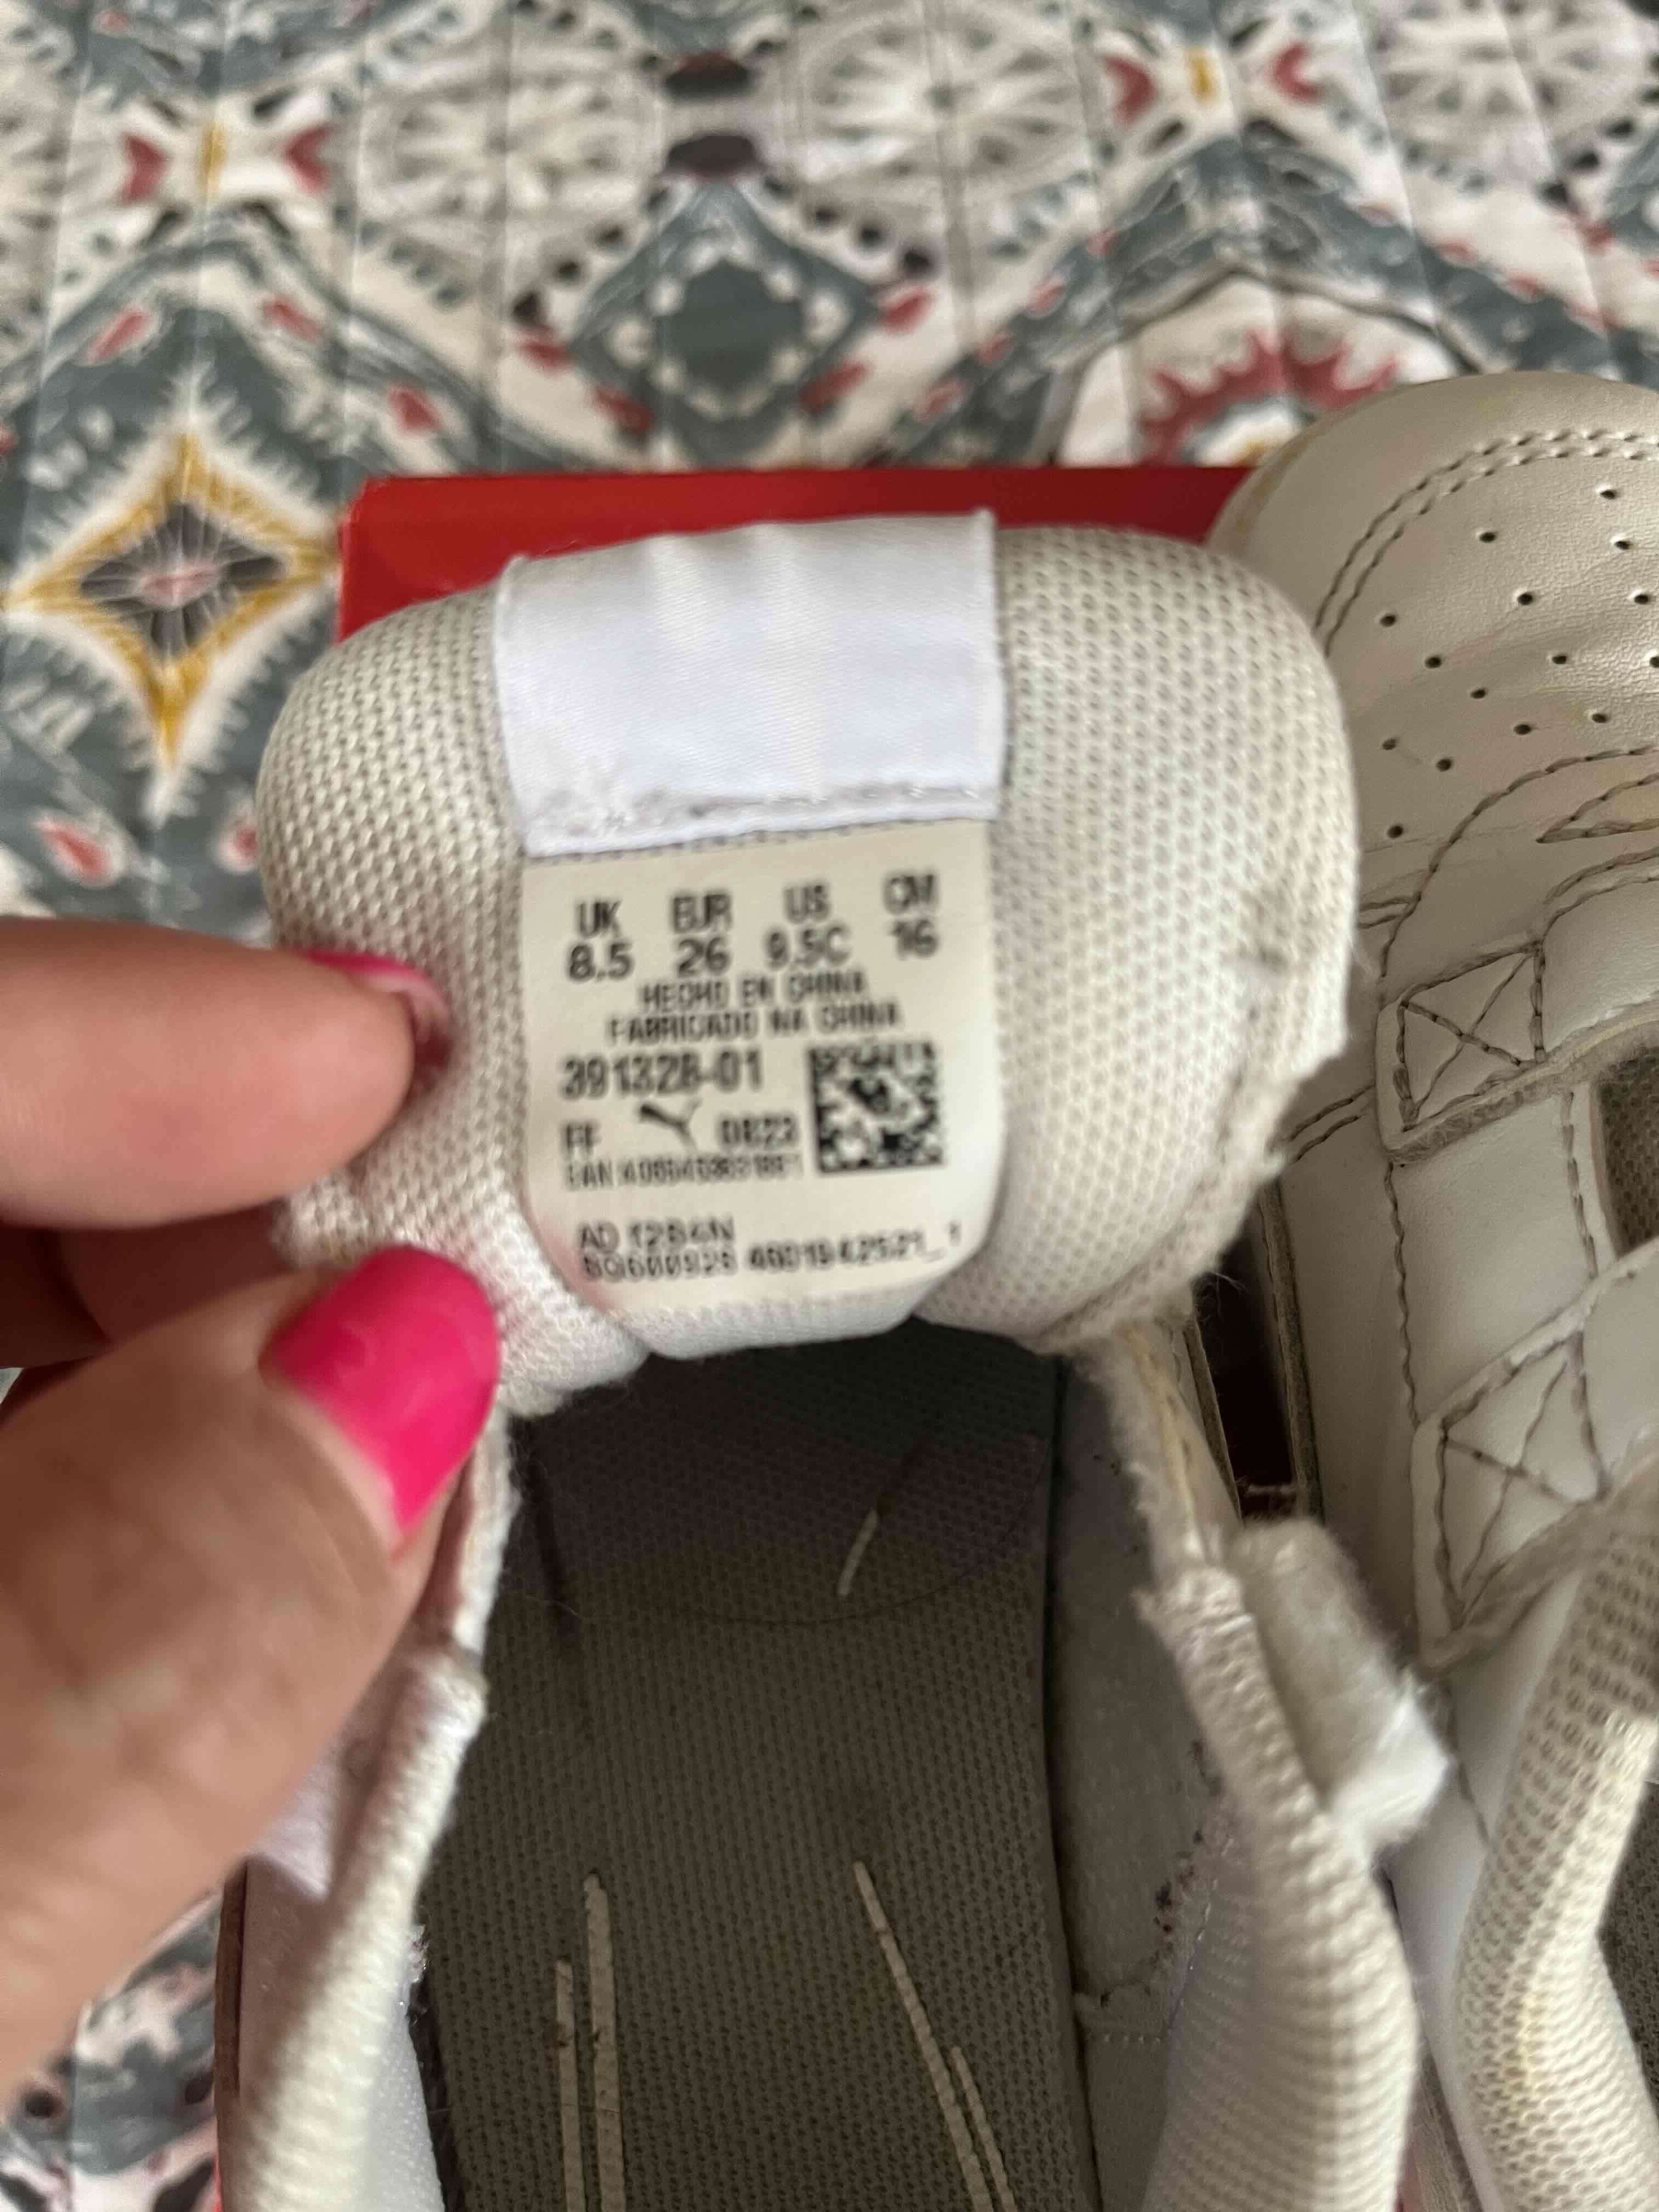 UK EUR US CM
8.5 26 9.5C 16
HECHO EN CHINA
FABRICADO NA CHINA
391328-01
FF 0823
AD 1284N